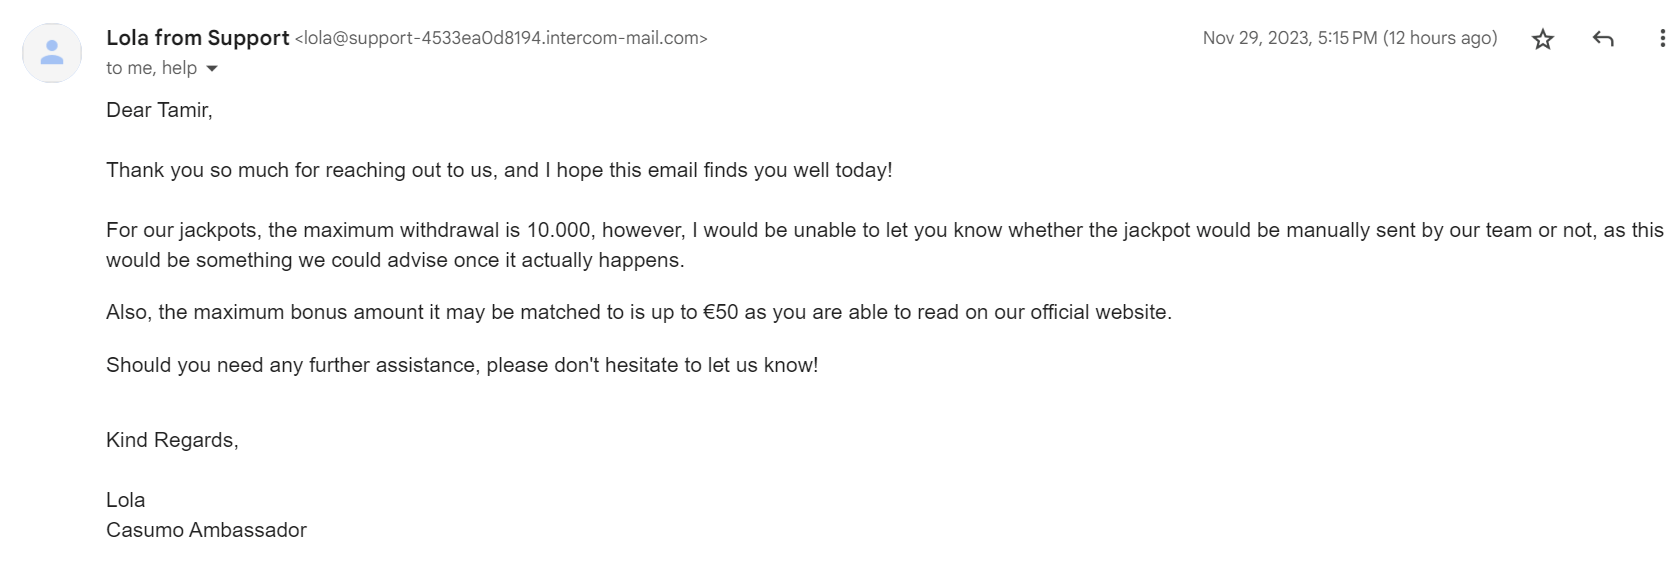 Lola from Support <lola@support-4533ea0d8194.intercom-mail.com>
Nov 29, 2023, 5:15 PM (12 hours ago)
to me, help
Dear Tamir,
Thank you so much for reaching out to us, and I hope this email finds you well today!
For our jackpots, the maximum withdrawal is 10.000, however, I would be unable to let you know whether the jackpot would be manually sent by our team or not, as this
would be something we could advise once it actually happens.
Also, the maximum bonus amount it may be matched to is up to €50 as you are able to read on our official website.
Should you need any further assistance, please don't hesitate to let us know!
Kind Regards,
Lola
Casumo Ambassador